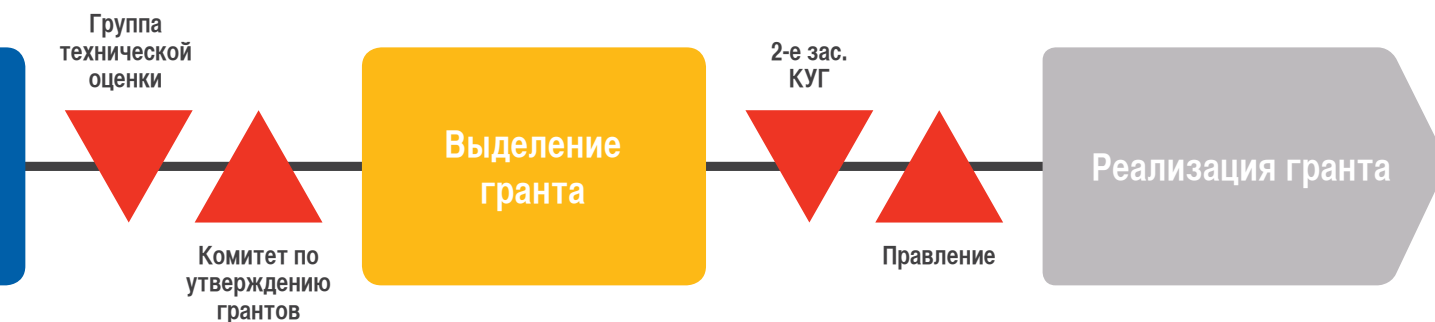 Группа
технической
оценки
Комитет по
утверждению
грантов
Выделение
гранта
2-е зас.
КУГ
Правление
Реализация гранта